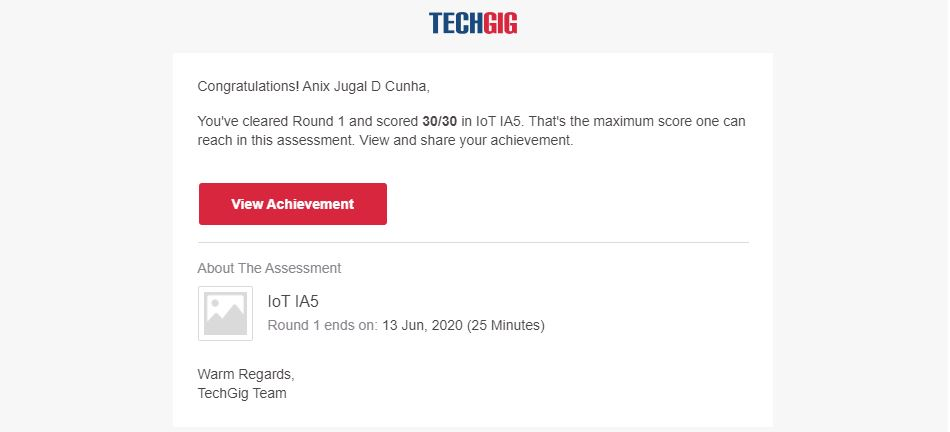 TECHGIG
Congratulations! Anix Jugal D Cunha,
You've cleared Round 1 and scored 30/30 in IoT IA5. That's the maximum score one can
reach in this assessment. View and share your achievement.
View Achievement
About The Assessment
IoT IA5
Round 1 ends on: 13 Jun, 2020 (25 Minutes)
Warm Regards,
TechGig Team